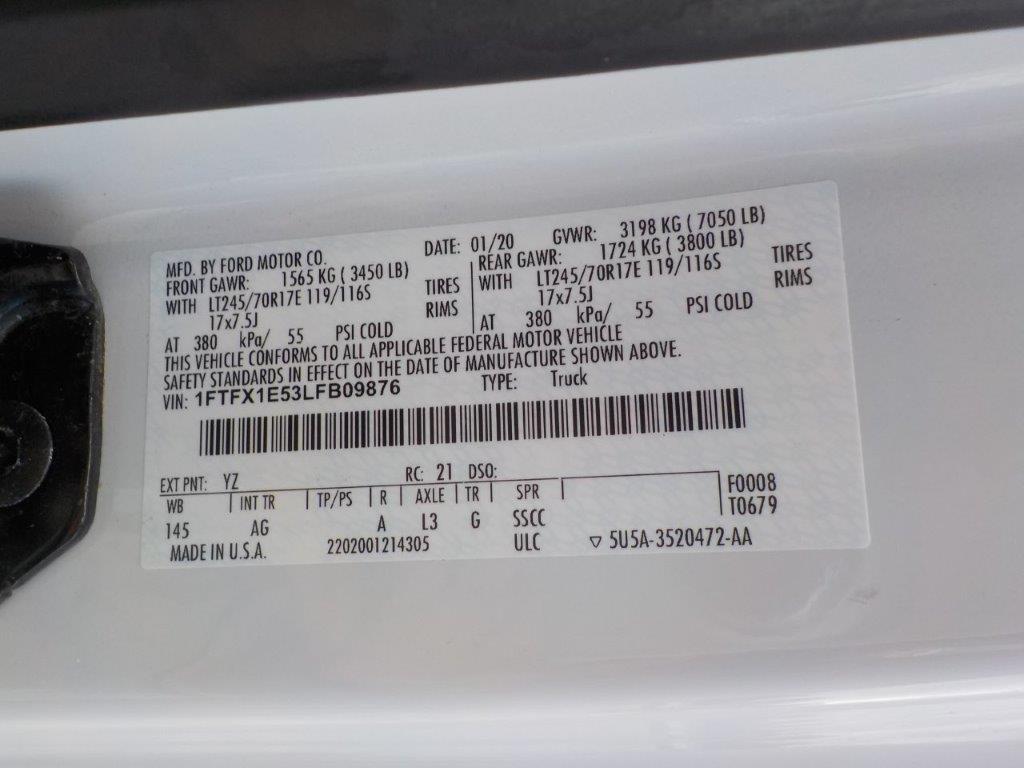 MFD. BY FORD MOTOR CO. DATE: 01/20 GVWR: 3198 KG ( 7050 LB)
FRONT GAWR: 1565 KG ( 3450 LB) REAR GAWR: 1724 KG ( 3800 LB)
WITH LT245/70R17E 119/116S TIRES WITH LT245/70R17E 119/116S TIRES
17x7.5J RIMS 17x7.5J RIMS
AT 380 kPa/ 55 PSI COLD AT 380 kPa/ 55 PSI COLD
THIS VEHICLE CONFORMS TO ALL APPLICABLE FEDERAL MOTOR VEHICLE
SAFETY STANDARDS IN EFFECT ON THE DATE OF MANUFACTURE SHOWN ABOVE.
VIN: 1FTFX1E53LFB09876 TYPE: Truck
EXT PNT: YZ RC: 21 DSO:
WB INT TR TP/PS R AXLE TR SPR F0008
145 AG A L3 G SSCC T0679
MADE IN U.S.A. 2202001214305 ULC ▽ 5U5A-3520472-AA